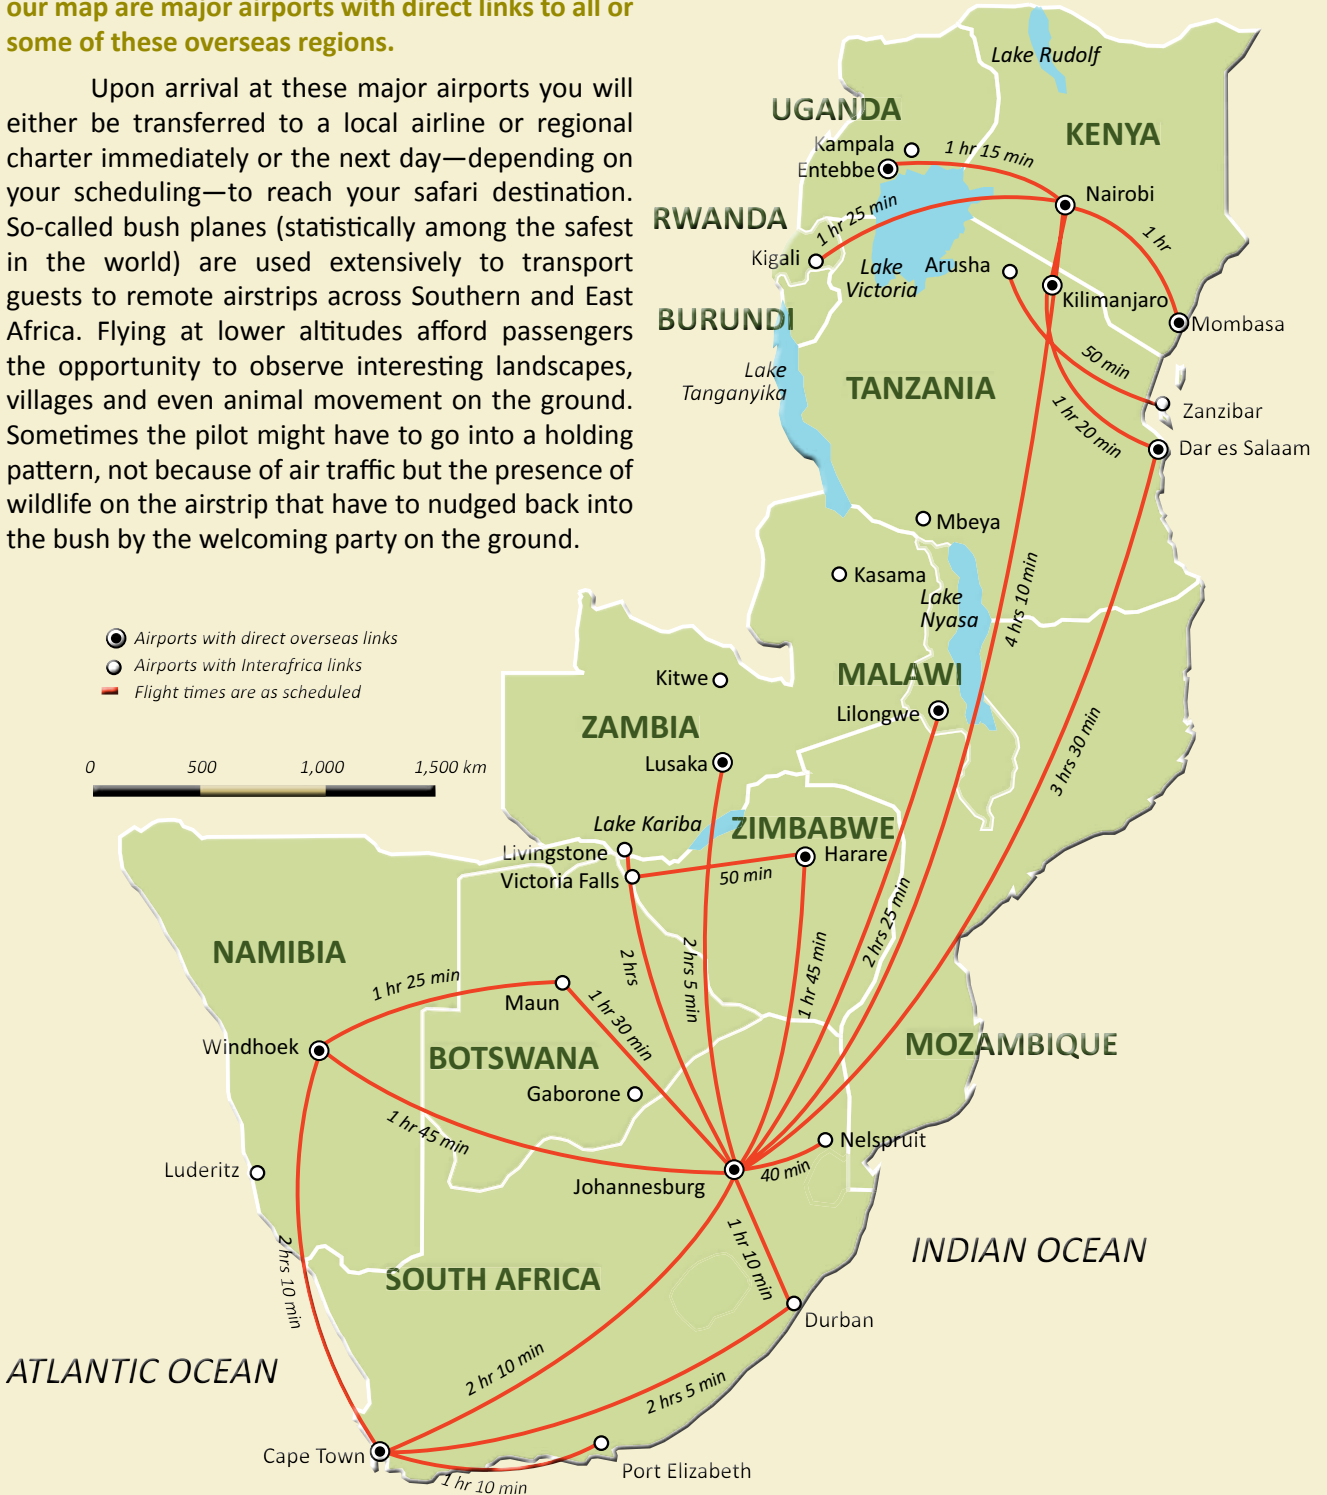 our map are major airports with direct links to all or
some of these overseas regions.
Upon arrival at these major airports you will
either be transferred to a local airline or regional
charter immediately or the next day—depending on
your scheduling—to reach your safari destination.
So-called bush planes (statistically among the safest
in the world) are used extensively to transport
guests to remote airstrips across Southern and East
Africa. Flying at lower altitudes afford passengers
the opportunity to observe interesting landscapes,
villages and even animal movement on the ground.
Sometimes the pilot might have to go into a holding
pattern, not because of air traffic but the presence of
wildlife on the airstrip that have to nudged back into
the bush by the welcoming party on the ground.
Airports with direct overseas links
Airports with Interafrica links
Flight times are as scheduled
0 500 1,000 1,500 km
Lake Rudolf
UGANDA
KENYA
Kampala
Entebbe
1 hr 15 min
Nairobi
RWANDA
1 hr 25 min
1 hr
Kigali
Lake
Victoria
Arusha
Kilimanjaro
Mombasa
BURUNDI
50 min
Lake
Tanganyika
TANZANIA
Zanzibar
1 hr 20 min
Dar es Salaam
Mbeya
Kasama
Lake
Nyasa
4 hrs 10 min
Kitwe
MALAWI
Lilongwe
ZAMBIA
Lusaka
3 hrs 30 min
Lake Kariba
ZIMBABWE
Livingstone
Harare
Victoria Falls
50 min
2 hrs 25 min
NAMIBIA
2 hrs
2 hrs 5 min
1 hr 45 min
1 hr 25 min
Maun
1 hr 30 min
Windhoek
BOTSWANA
MOZAMBIQUE
Gaborone
1 hr 45 min
Nelspruit
Luderitz
40 min
Johannesburg
2 hrs 10 min
1 hr 10 min
INDIAN OCEAN
SOUTH AFRICA
Durban
ATLANTIC OCEAN
2 hr 10 min
2 hrs 5 min
Cape Town
Port Elizabeth
1 hr 10 min